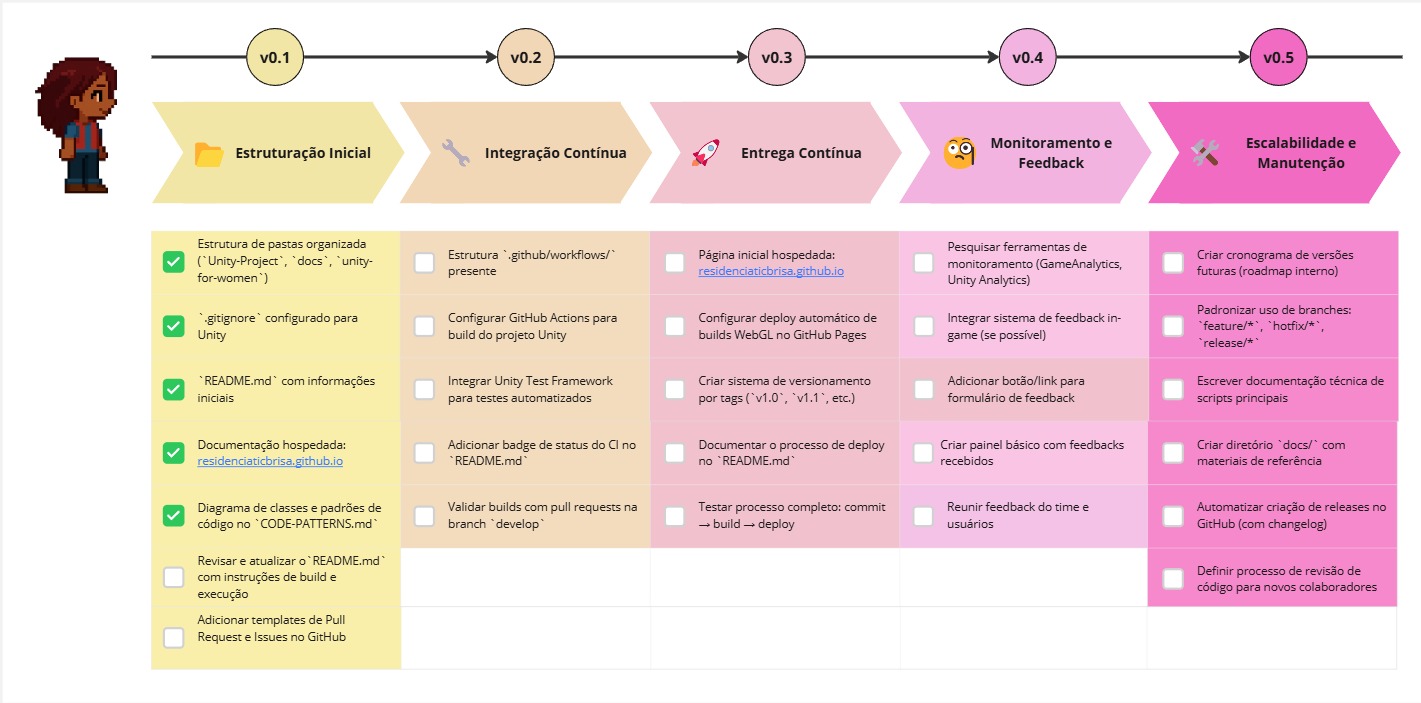 v0.1
v0.2
v0.3
v0.4
v0.5
Estruturação Inicial
Integração Contínua
Entrega Contínua
Monitoramento e
Feedback
Escalabilidade e
Manutenção
Estrutura de pastas organizada
(`Unity-Project`, `docs`, `unity-
for-women`)
`.gitignore` configurado para
Unity
`README.md` com informações
iniciais
Documentação hospedada:
residenciaticbrisa.github.io
Diagrama de classes e padrões de
código no `CODE-PATTERNS.md`
Revisar e atualizar o`README.md`
com instruções de build e
execução
Adicionar templates de Pull
Request e Issues no GitHub
Estrutura `.github/workflows/`
presente
Configurar GitHub Actions para
build do projeto Unity
Integrar Unity Test Framework
para testes automatizados
Adicionar badge de status do CI no
`README.md`
Validar builds com pull requests na
branch `develop`
Página inicial hospedada:
residenciaticbrisa.github.io
Configurar deploy automático de
builds WebGL no GitHub Pages
Criar sistema de versionamento
por tags (`v1.0`, `v1.1`, etc.)
Documentar o processo de deploy
no `README.md`
Testar processo completo: commit
→ build → deploy
Pesquisar ferramentas de
monitoramento (GameAnalytics,
Unity Analytics)
Integrar sistema de feedback in-
game (se possível)
Adicionar botão/link para
formulário de feedback
Criar painel básico com feedbacks
recebidos
Reunir feedback do time e
usuários
Criar cronograma de versões
futuras (roadmap interno)
Padronizar uso de branches:
`feature/*`, `hotfix/*`,
`release/*`
Escrever documentação técnica de
scripts principais
Criar diretório `docs/` com
materiais de referência
Automatizar criação de releases no
GitHub (com changelog)
Definir processo de revisão de
código para novos colaboradores